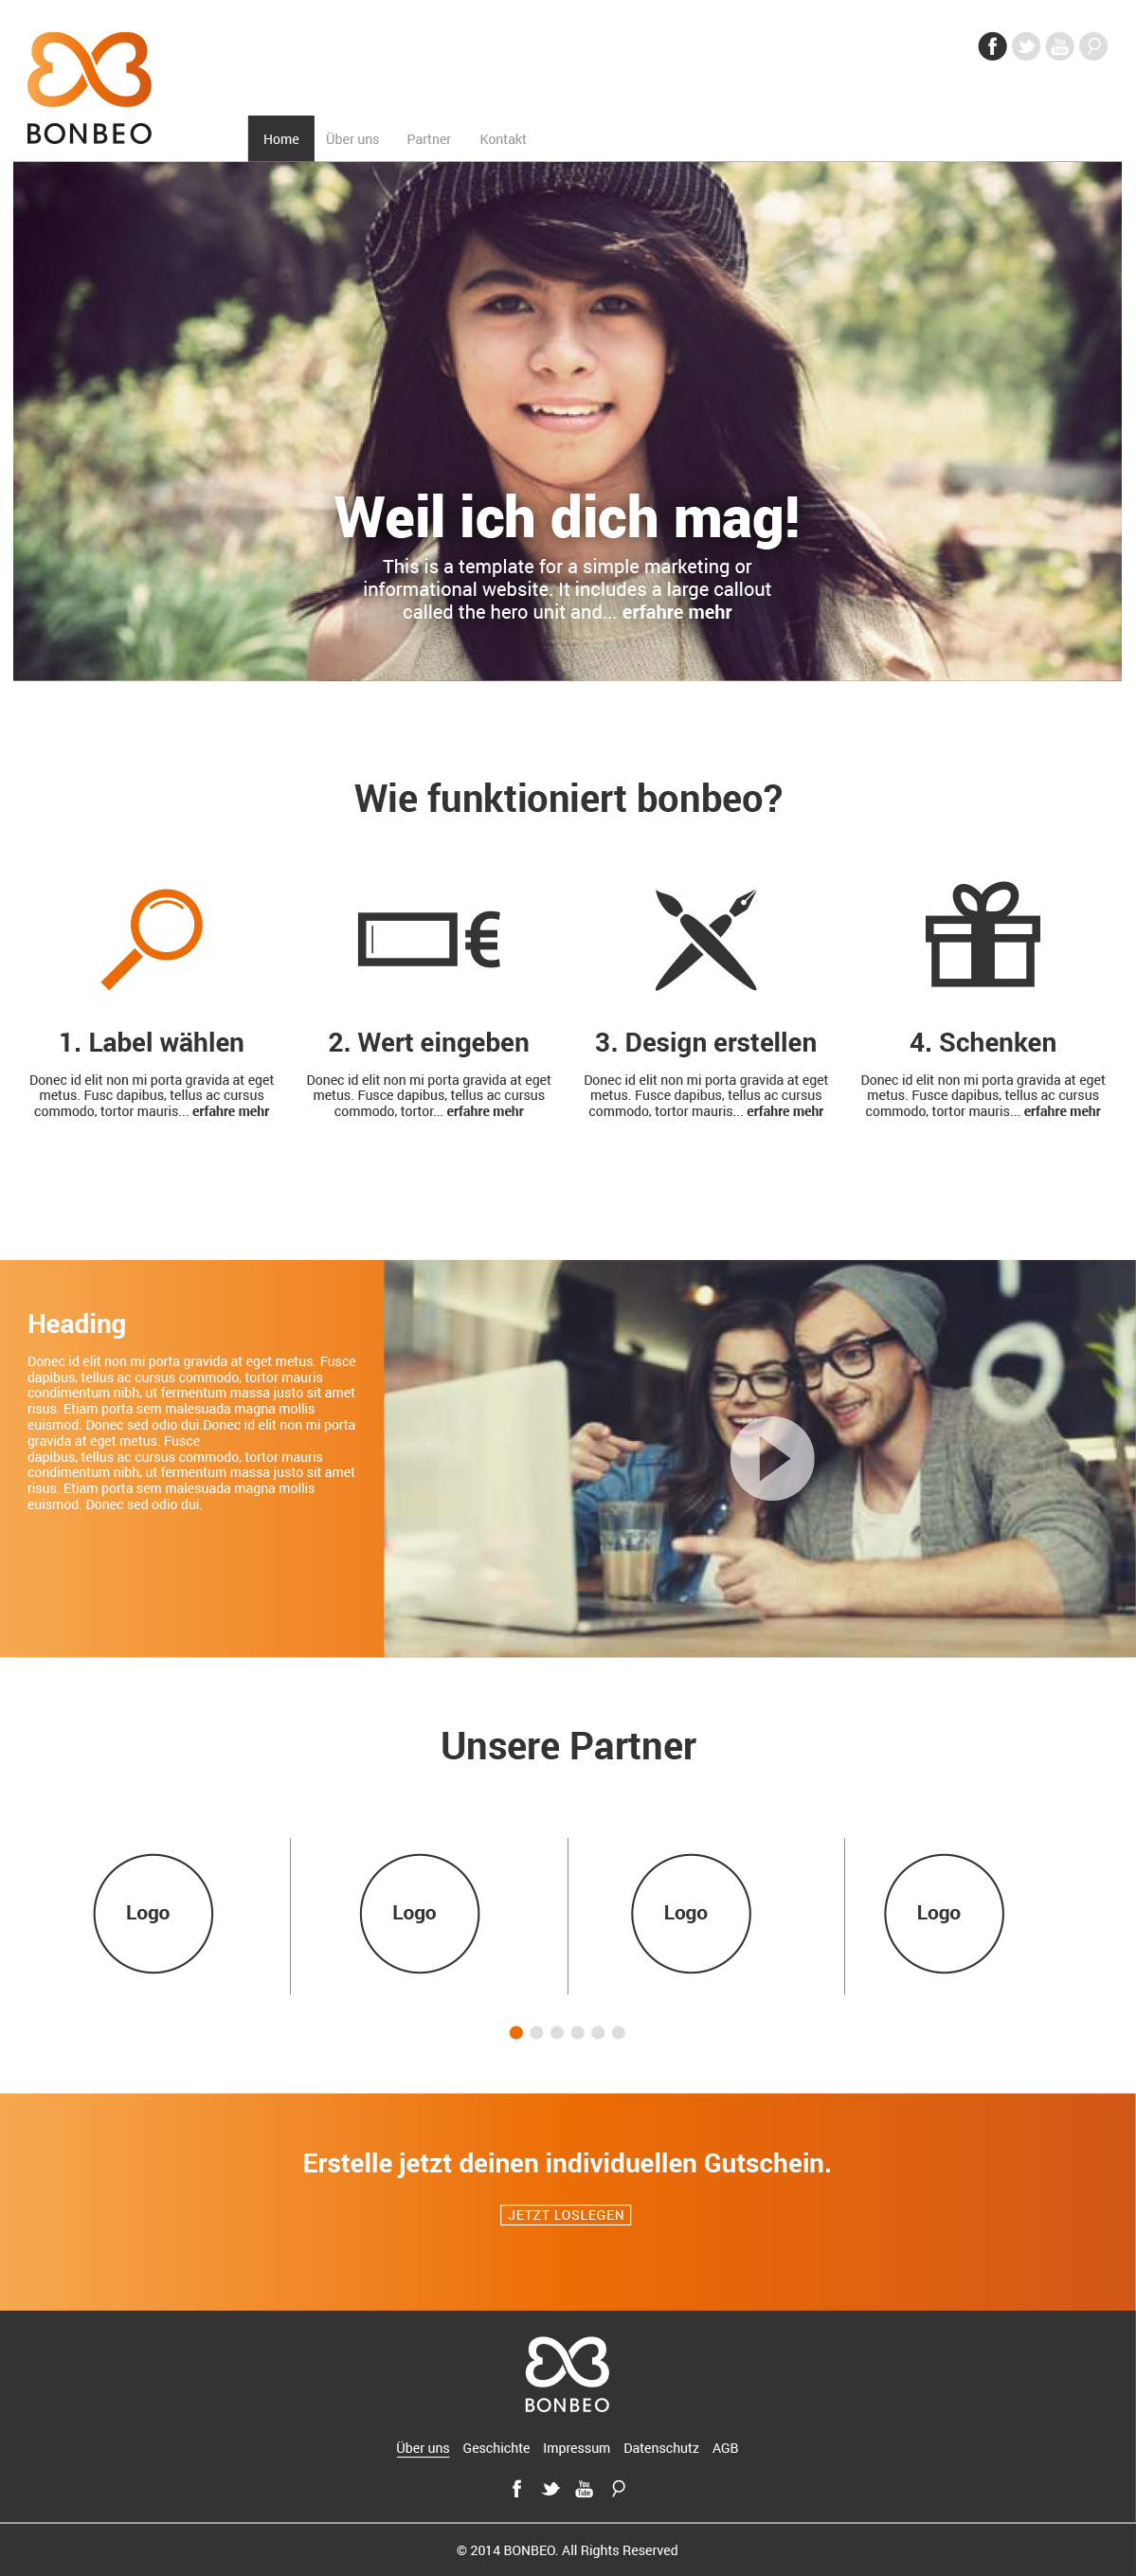 BONBEO
Home Über uns Partner Kontakt
Weil ich dich mag!
This is a template for a simple marketing or
informational website. It includes a large callout
called the hero unit and... erfahre mehr
Wie funktioniert bonbeo?
€
1. Label wählen
Donec id elit non mi porta gravida at eget
metus. Fusc dapibus, tellus ac cursus
commodo, tortor mauris... erfahre mehr
2. Wert eingeben
Donec id elit non mi porta gravida at eget
metus. Fusce dapibus, tellus ac cursus
commodo, tortor... erfahre mehr
3. Design erstellen
Donec id elit non mi porta gravida at eget
metus. Fusce dapibus, tellus ac cursus
commodo, tortor mauris... erfahre mehr
4. Schenken
Donec id elit non mi porta gravida at eget
metus. Fusce dapibus, tellus ac cursus
commodo, tortor mauris... erfahre mehr
Heading
Donec id elit non mi porta gravida at eget metus. Fusce
dapibus, tellus ac cursus commodo, tortor mauris
condimentum nibh, ut fermentum massa justo sit amet
risus. Etiam porta sem malesuada magna mollis
euismod. Donec sed odio dui.Donec id elit non mi porta
gravida at eget metus. Fusce
dapibus, tellus ac cursus commodo, tortor mauris
condimentum nibh, ut fermentum massa justo sit amet
risus. Etiam porta sem malesuada magna mollis
euismod. Donec sed odio dui.
Unsere Partner
Logo Logo Logo Logo
Erstelle jetzt deinen individuellen Gutschein.
JETZT LOSLEGEN
BONBEO
Über uns Geschichte Impressum Datenschutz AGB
You
Tube
© 2014 BONBEO. All Rights Reserved